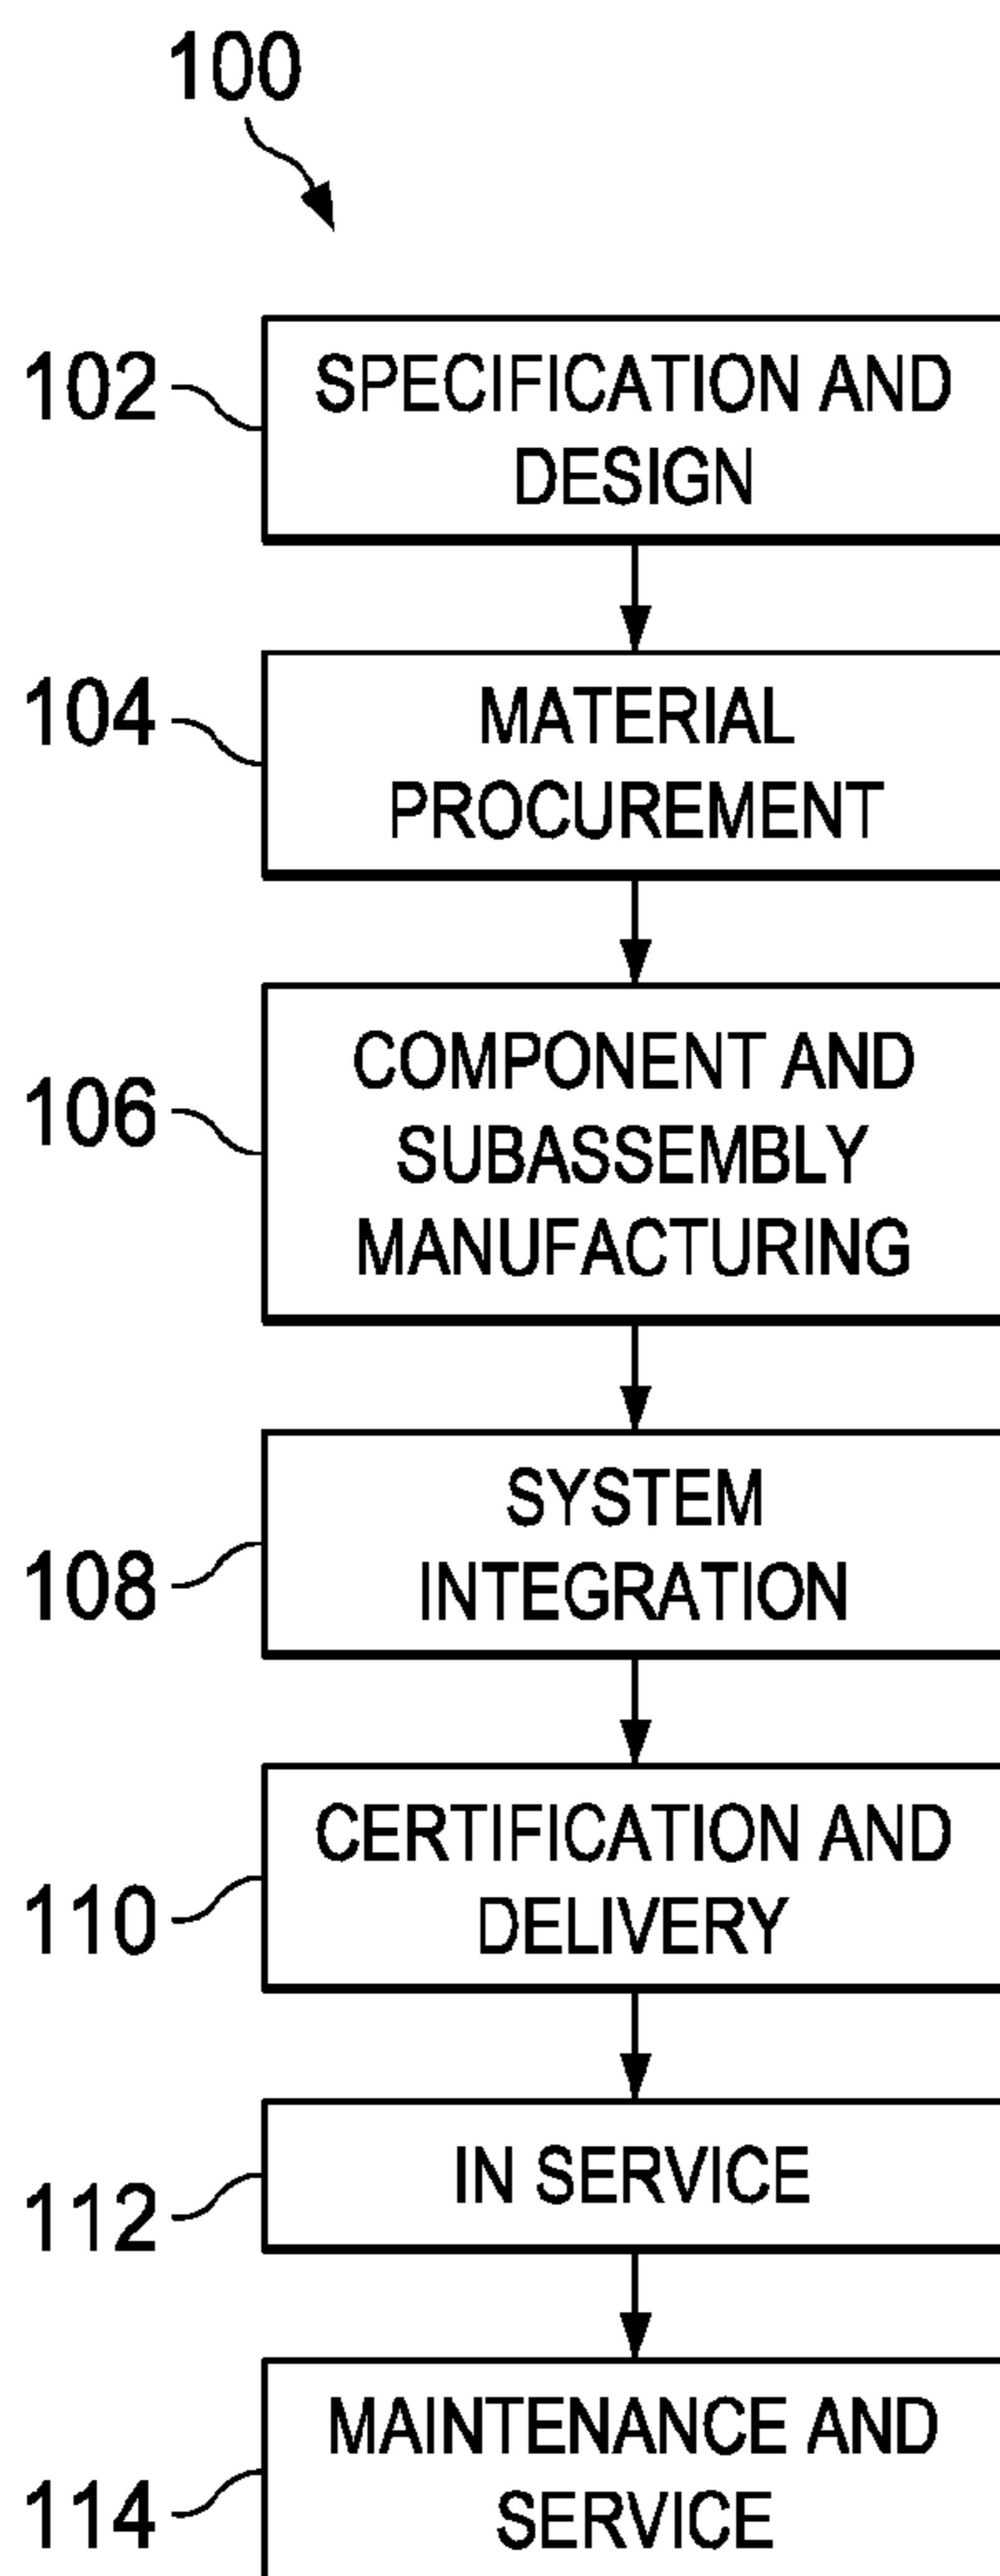 100
102
SPECIFICATION AND
DESIGN
104
MATERIAL
PROCUREMENT
106
COMPONENT AND
SUBASSEMBLY
MANUFACTURING
108
SYSTEM
INTEGRATION
110
CERTIFICATION AND
DELIVERY
112
IN SERVICE
114
MAINTENANCE AND
SERVICE